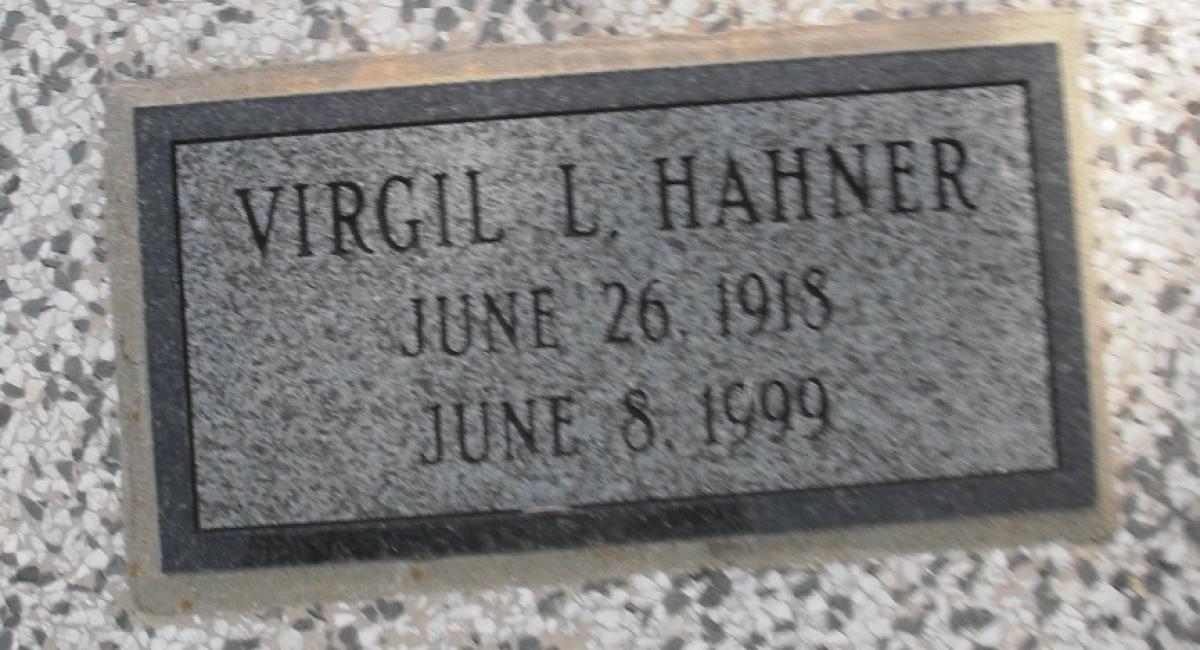 VIRGIL L. HAHNER
JUNE 26, 1918
JUNE 8, 1999